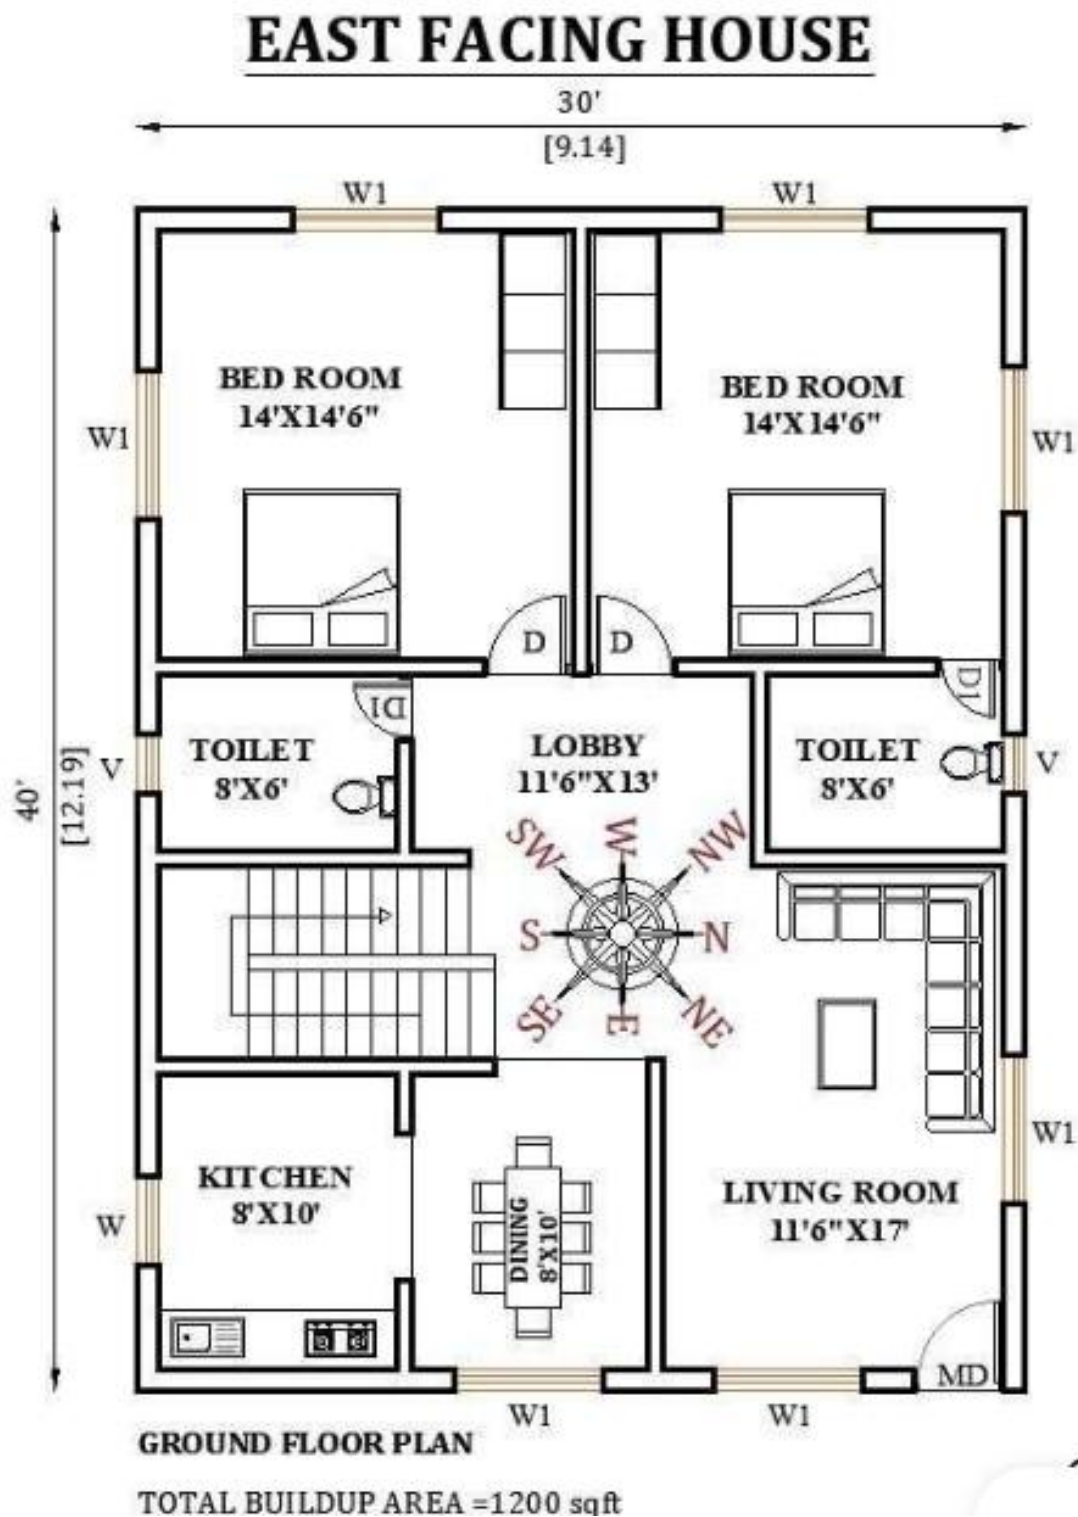 EAST FACING HOUSE
30'
[9.14]
W1
W1
BED ROOM
14'X14'6"
BED ROOM
14'X14'6"
W1
W1
D
D
D1
D1
TOILET
8'X6'
LOBBY
11'6"X13'
TOILET
8'X6'
V
V
40'
[12.19]
SW
W
NW
S
N
SE
E
NE
KITCHEN
8'X10'
DINING
8'X10'
LIVING ROOM
11'6"X17'
W1
W
MD
W1
W1
GROUND FLOOR PLAN
TOTAL BUILDUP AREA =1200 sqft